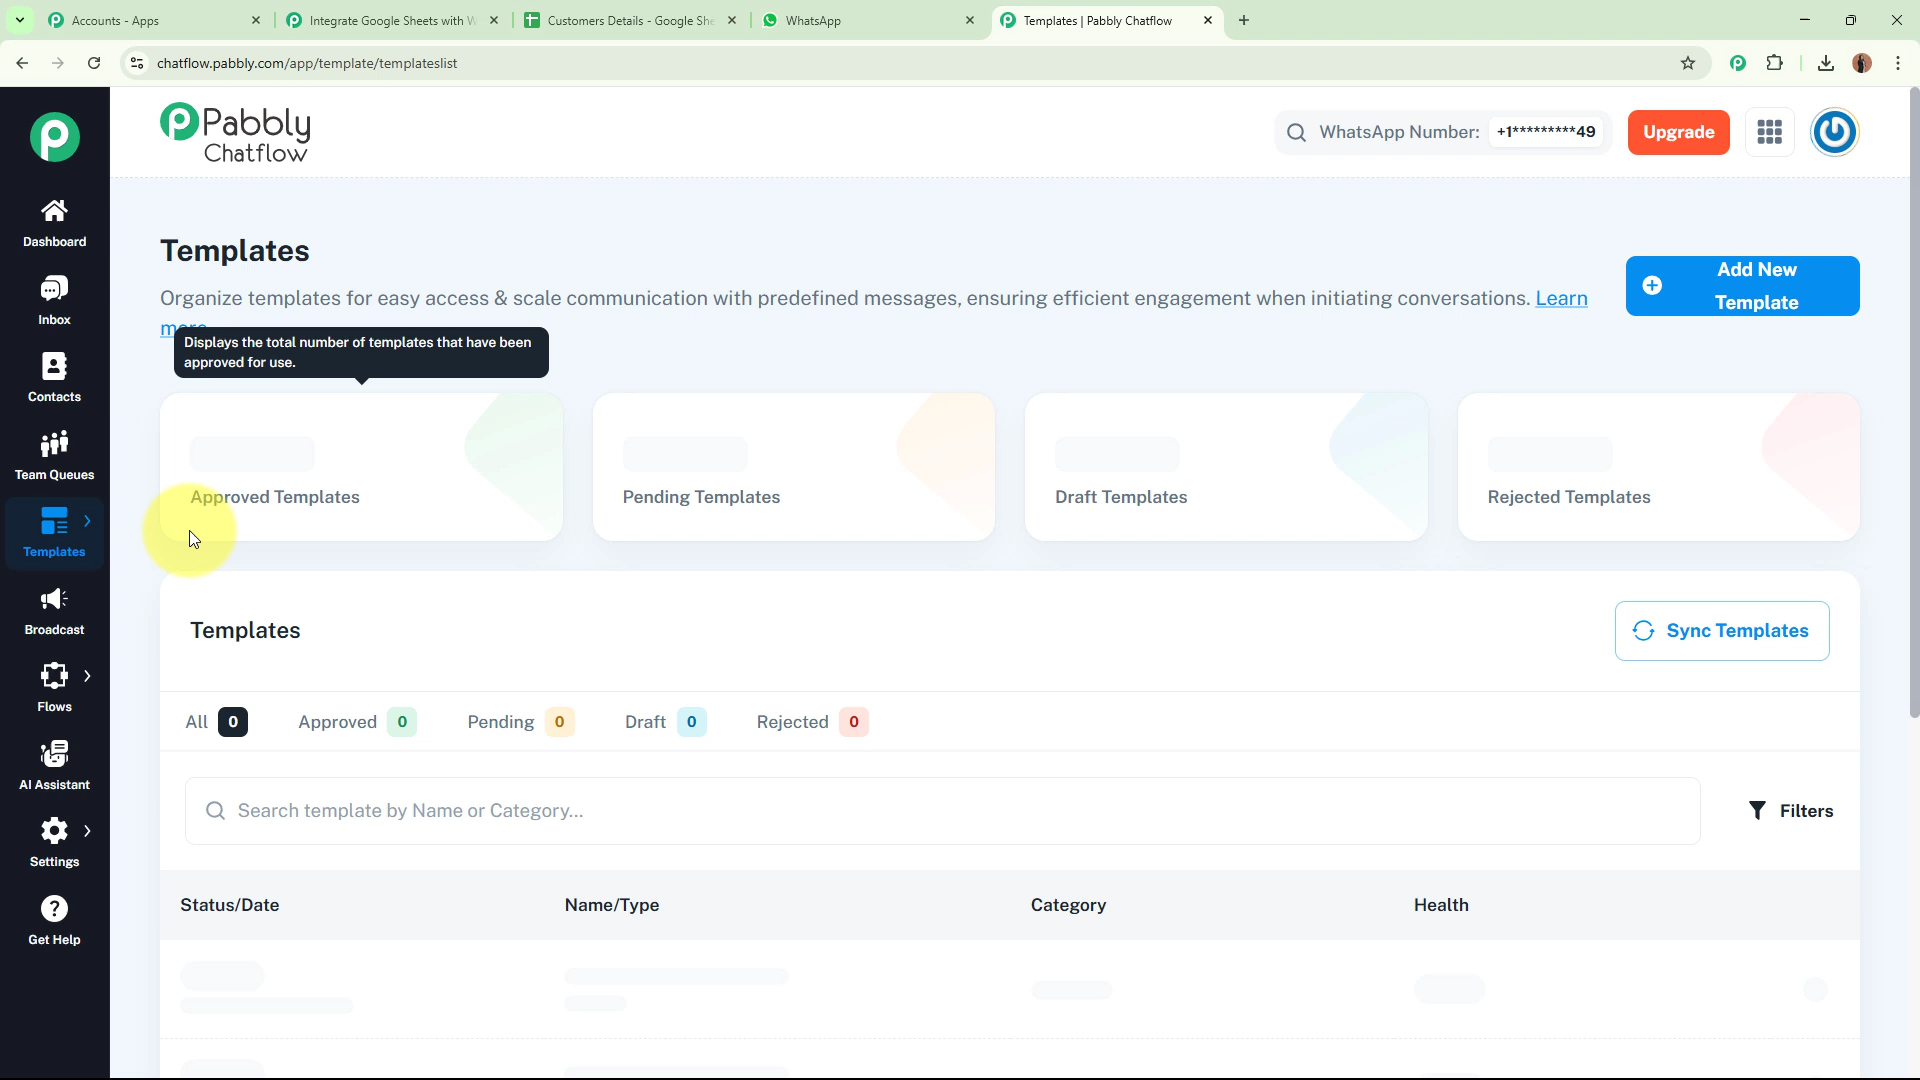 Accounts - Apps
Integrate Google Sheets with W
Customers Details - Google She
WhatsApp
Templates | Pabbly Chatflow
chatflow.pabbly.com/app/template/templateslist
Pabbly
Chatflow
WhatsApp Number: +1*********49
Upgrade
Dashboard
Inbox
Contacts
Team Queues
Templates
Broadcast
Flows
AI Assistant
Settings
Get Help
Templates
Organize templates for easy access & scale communication with predefined messages, ensuring efficient engagement when initiating conversations. Learn
more
Add New
Template
Displays the total number of templates that have been
approved for use.
Approved Templates
Pending Templates
Draft Templates
Rejected Templates
Templates
Sync Templates
All 0
Approved 0
Pending 0
Draft 0
Rejected 0
Search template by Name or Category...
Filters
Status/Date
Name/Type
Category
Health